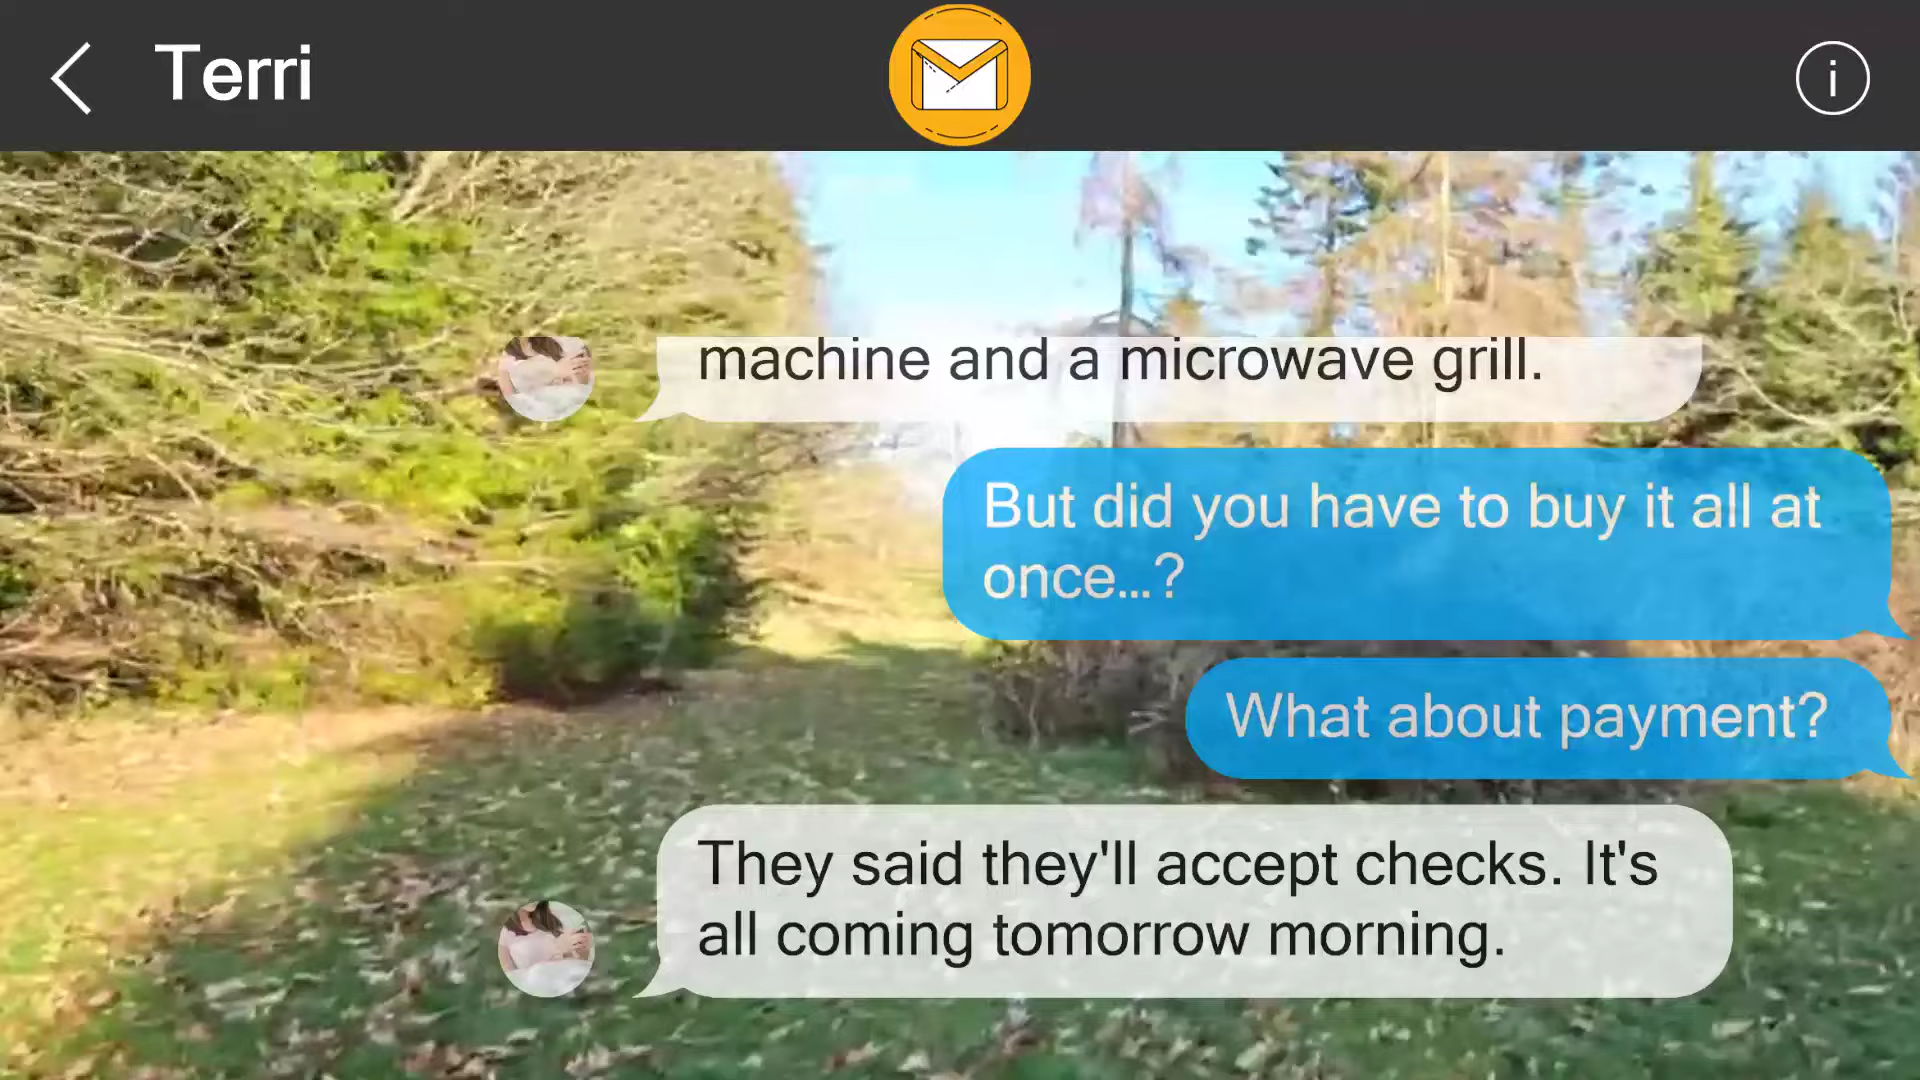 Terri
machine and a microwave grill.
But did you have to buy it all at
once...?
What about payment?
They said they'll accept checks. It's
all coming tomorrow morning.